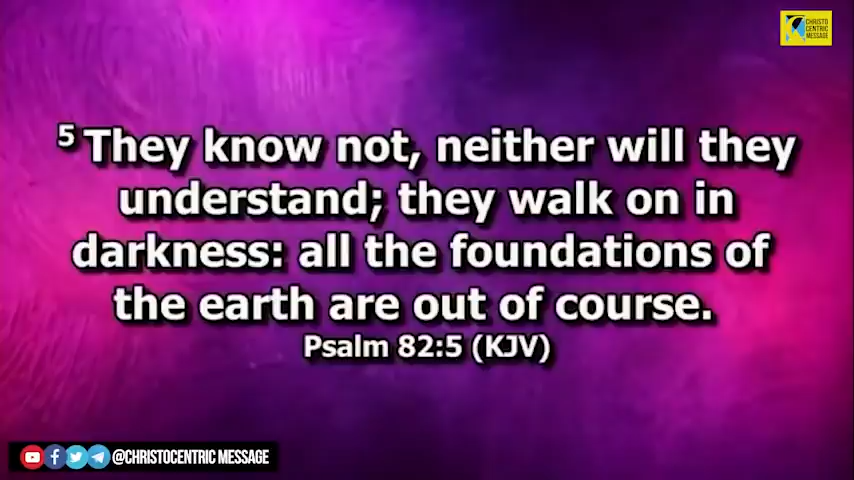 CHRISTO
CENTRIC
MESSAGE
5 They know not, neither will they
understand; they walk on in
darkness: all the foundations of
the earth are out of course.
Psalm 82:5 (KJV)
@CHRISTOCENTRIC MESSAGE